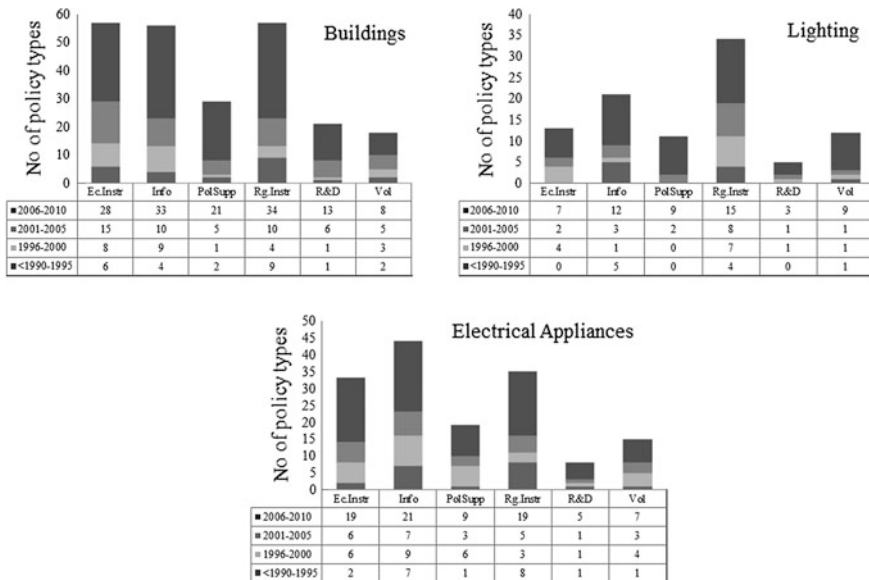 Buildings
No of policy types
60
50
40
30
20
10
0
Ec.Instr Info PolSupp Rg.Instr R&D Vol
2006-2010 28 33 21 34 13 8
2001-2005 15 10 5 10 6 5
1996-2000 8 9 1 4 1 3
<1990-1995 6 4 2 9 1 2
Lighting
No of policy types
40
35
30
25
20
15
10
5
0
Ec.Instr Info PolSupp Rg.Instr R&D Vol
2006-2010 7 12 9 15 3 9
2001-2005 2 3 2 8 1 1
1996-2000 4 1 0 7 1 1
<1990-1995 0 5 0 4 0 1
Electrical Appliances
No of policy types
50
45
40
35
30
25
20
15
10
5
0
Ec.Instr Info PolSupp Rg.Instr R&D Vol
2006-2010 19 21 9 19 5 7
2001-2005 6 7 3 5 1 3
1996-2000 6 9 6 3 1 4
<1990-1995 2 7 1 8 1 1